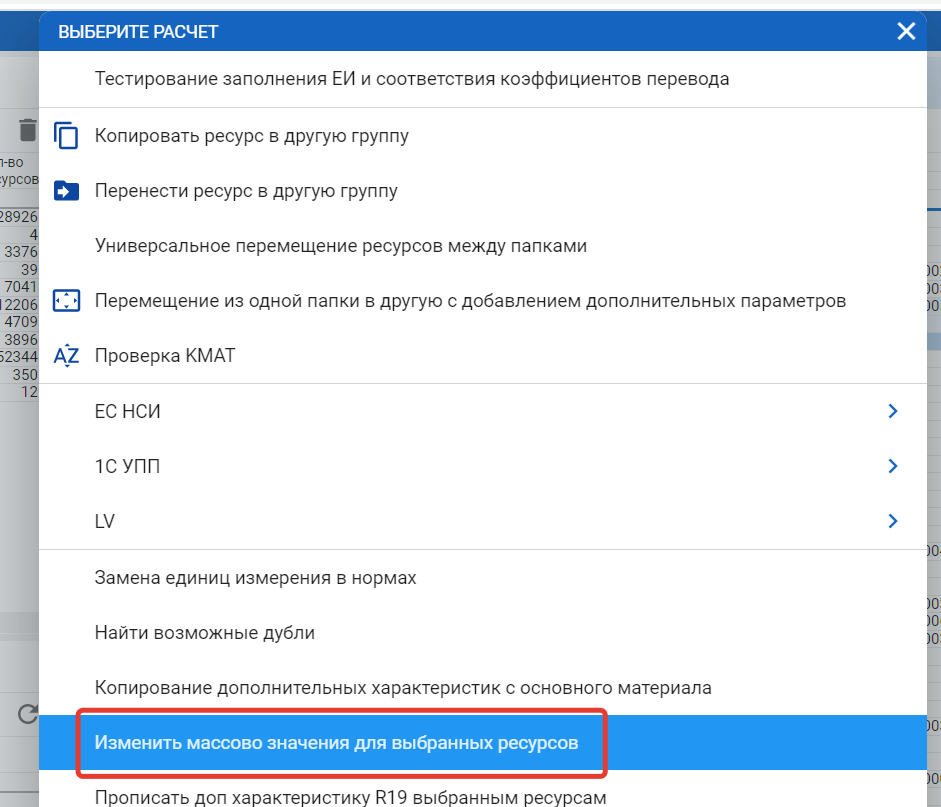 ВЫБЕРИТЕ РАСЧЕТ
Тестирование заполнения ЕИ и соответствия коэффициентов перевода
Копировать ресурс в другую группу
Перенести ресурс в другую группу
Универсальное перемещение ресурсов между папками
Перемещение из одной папки в другую с добавлением дополнительных параметров
AZ Проверка КМАТ
ЕС НСИ
1С УПП
LV
Замена единиц измерения в нормах
Найти возможные дубли
Копирование дополнительных характеристик с основного материала
Изменить массово значения для выбранных ресурсов
Прописать доп характеристику R19 выбранным ресурсам
28926
4
3376
39
7041
12206
4709
3896
52344
350
12